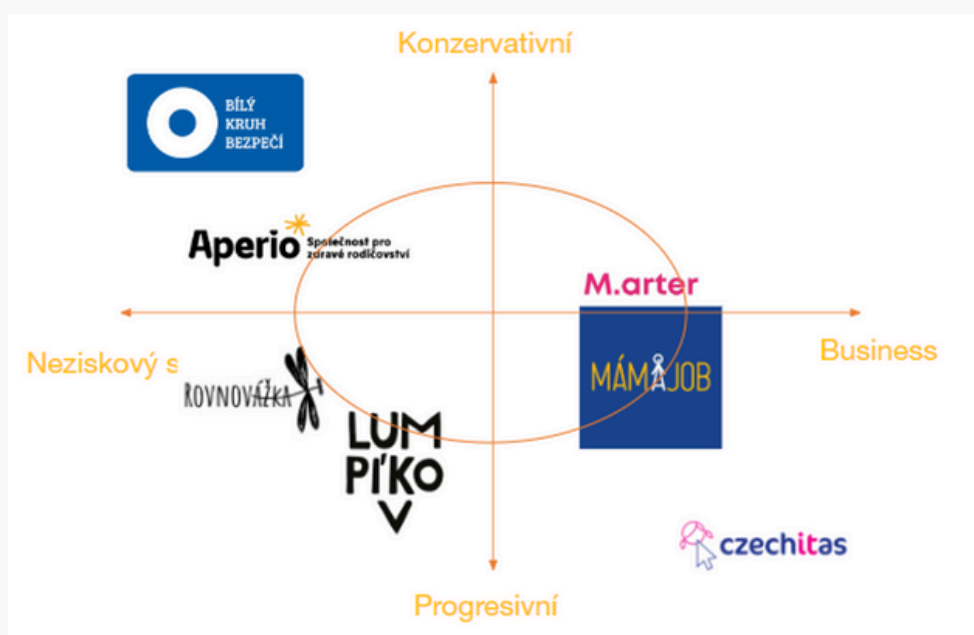 Konzervativní
BÍLÝ
KRUH
BEZPEČÍ
Aperio Společnost pro
zdravé rodičovství
M.arter
MÁMAJOB
Business
Neziskový s
ROVNOVÁŽKA
LUM
PÍKO
czechitas
Progresivní